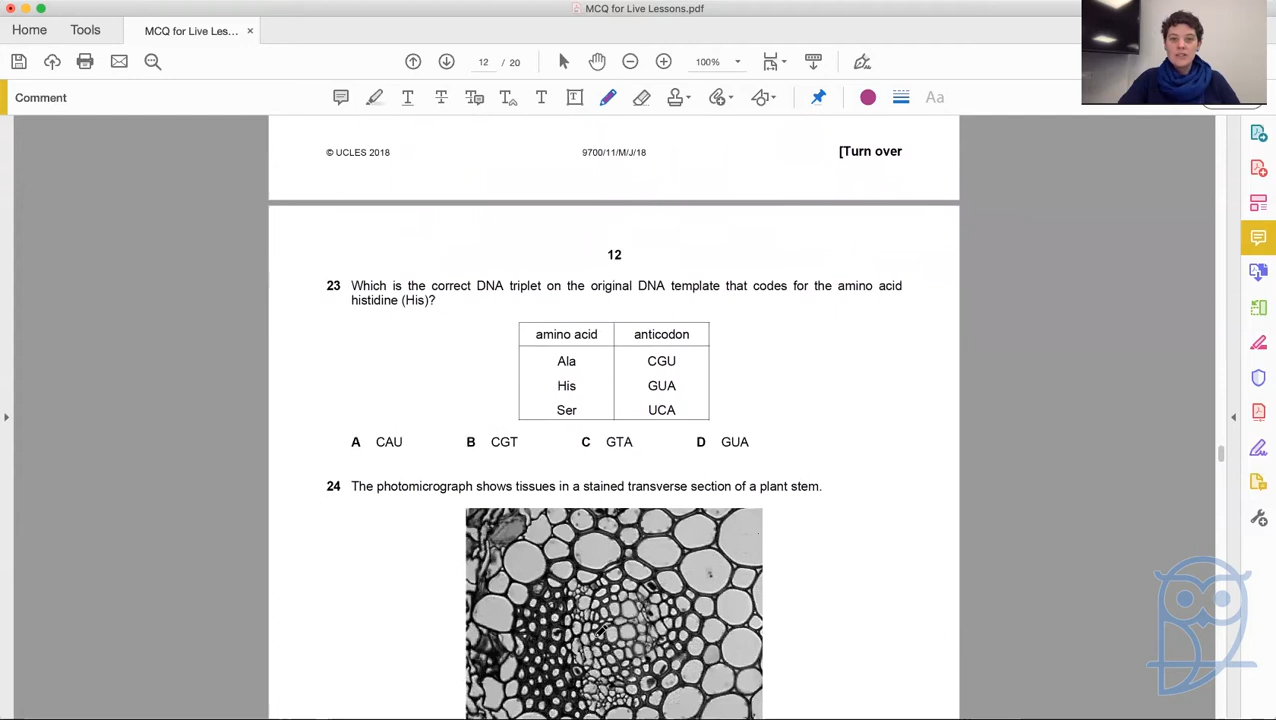 MCQ for Live Lessons.pdf
Home
Tools
MCQ for Live Les...
×
12 / 20
100%
Comment
Aa
© UCLES 2018
9700/11/M/J/18
[Turn over
12
23 Which is the correct DNA triplet on the original DNA template that codes for the amino acid
histidine (His)?
amino acid anticodon
Ala CGU
His GUA
Ser UCA
A CAU B CGT C GTA D GUA
24 The photomicrograph shows tissues in a stained transverse section of a plant stem.